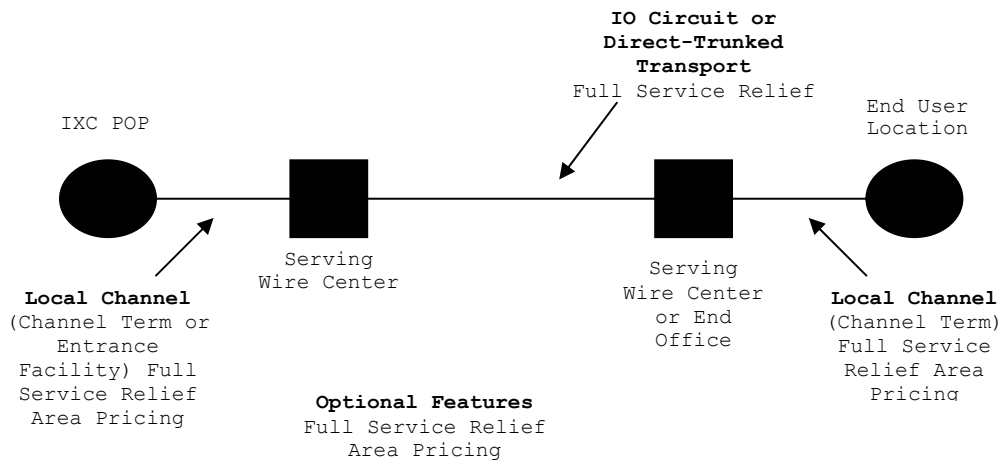 IO Circuit or
Direct-Trunked
Transport
Full Service Relief
IXC POP
End User
Location
Serving
Wire Center
Serving
Wire Center
or End
Office
Local Channel
(Channel Term or
Entrance
Facility) Full
Service Relief
Area Pricing
Local Channel
(Channel Term)
Full Service
Relief Area
Pricing
Optional Features
Full Service Relief
Area Pricing